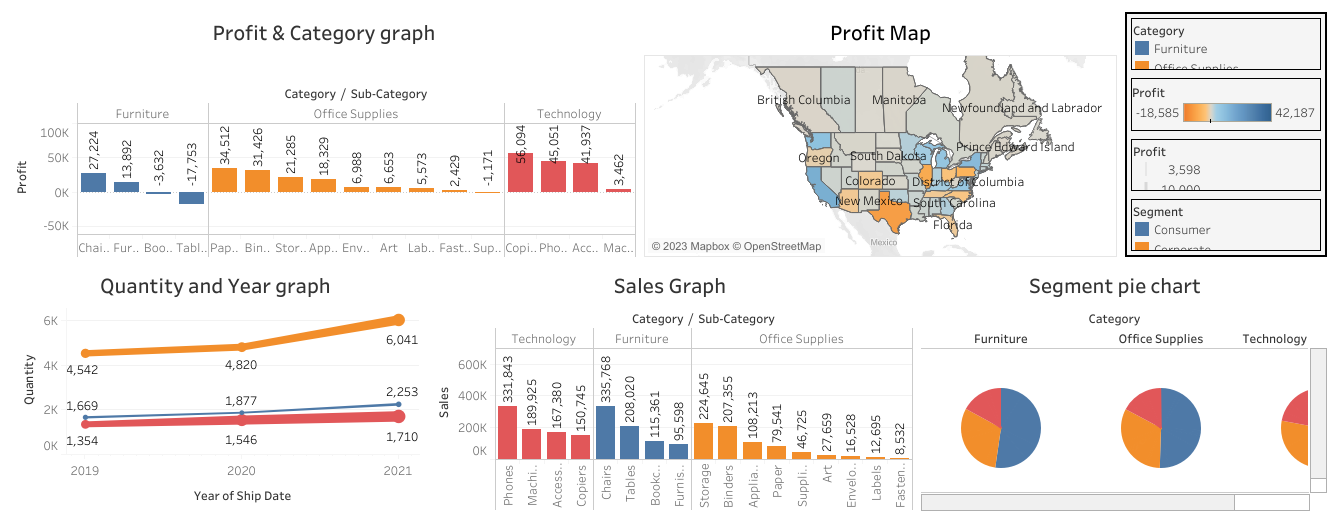 Profit & Category graph
Category / Sub-Category
Furniture
Office Supplies
Technology
Profit
100K
50K
0K
-50K
27,224
13,892
-3,632
-17,753
34,512
31,426
21,285
18,329
6,988
6,653
5,573
2,429
-1,171
56,094
45,051
41,937
3,462
Chai..
Fur..
Boo..
Tabl..
Pap..
Bin..
Stor..
App..
Env..
Art
Lab..
Fast..
Sup..
Copi..
Pho..
Acc..
Mac..
Profit Map
British Columbia
Manitoba
Newfoundland and Labrador
Oregon
South Dakota
Prince Edward Island
Colorado
District of Columbia
New Mexico
South Carolina
Florida
Mexico
© 2023 Mapbox © OpenStreetMap
Category
Furniture
Office Supplies
Profit
-18,585
42,187
Profit
3,598
10,000
Segment
Consumer
Corporate
Quantity and Year graph
Quantity
6K
4K
2K
0K
4,542
4,820
6,041
1,669
1,877
2,253
1,354
1,546
1,710
2019
2020
2021
Year of Ship Date
Sales Graph
Category / Sub-Category
Technology
Furniture
Office Supplies
Sales
600K
400K
200K
0K
331,843
189,925
167,380
150,745
335,768
208,020
115,361
95,598
224,645
207,355
108,213
79,541
46,725
27,659
16,528
12,695
8,532
Phones
Machi..
Access..
Copiers
Chairs
Tables
Bookc..
Furnis..
Storage
Binders
Applia..
Paper
Suppli..
Art
Envelo..
Labels
Fasten..
Segment pie chart
Category
Furniture
Office Supplies
Technology